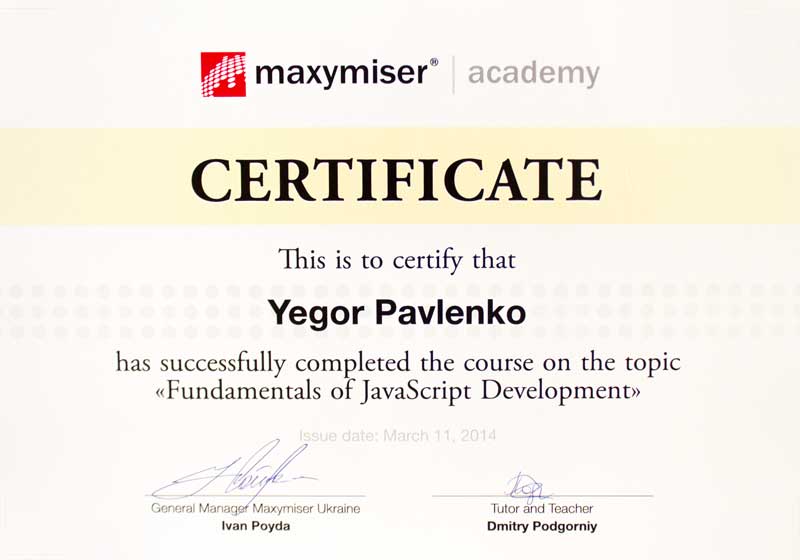 maxymiser® | academy
CERTIFICATE
This is to certify that
Yegor Pavlenko
has successfully completed the course on the topic
«Fundamentals of JavaScript Development»
Issue date: March 11, 2014
General Manager Maxymiser Ukraine
Ivan Poyda
Tutor and Teacher
Dmitry Podgorniy